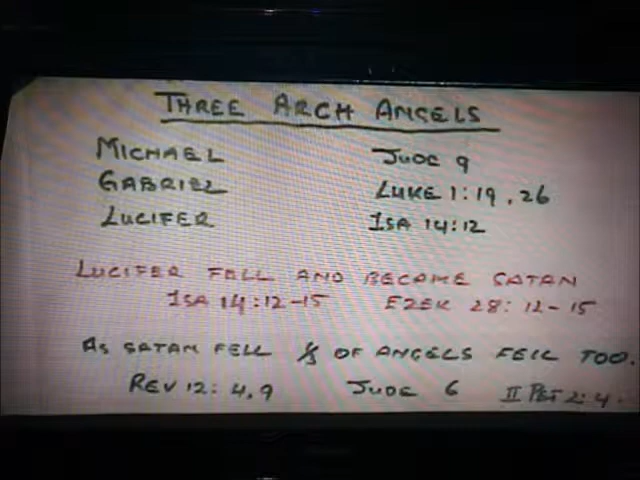 THREE ARCH ANGELS
MICHAEL JUDE 9
GABRIEL LUKE 1:19, 26
LUCIFER ISA 14:12
LUCIFER FELL AND BECAME SATAN
ISA 14:12-15 EZEK 28:12-15
AS SATAN FELL 1/3 OF ANGELS FELL TOO.
REV 12:4,9 JUDE 6 II PET 2:4.